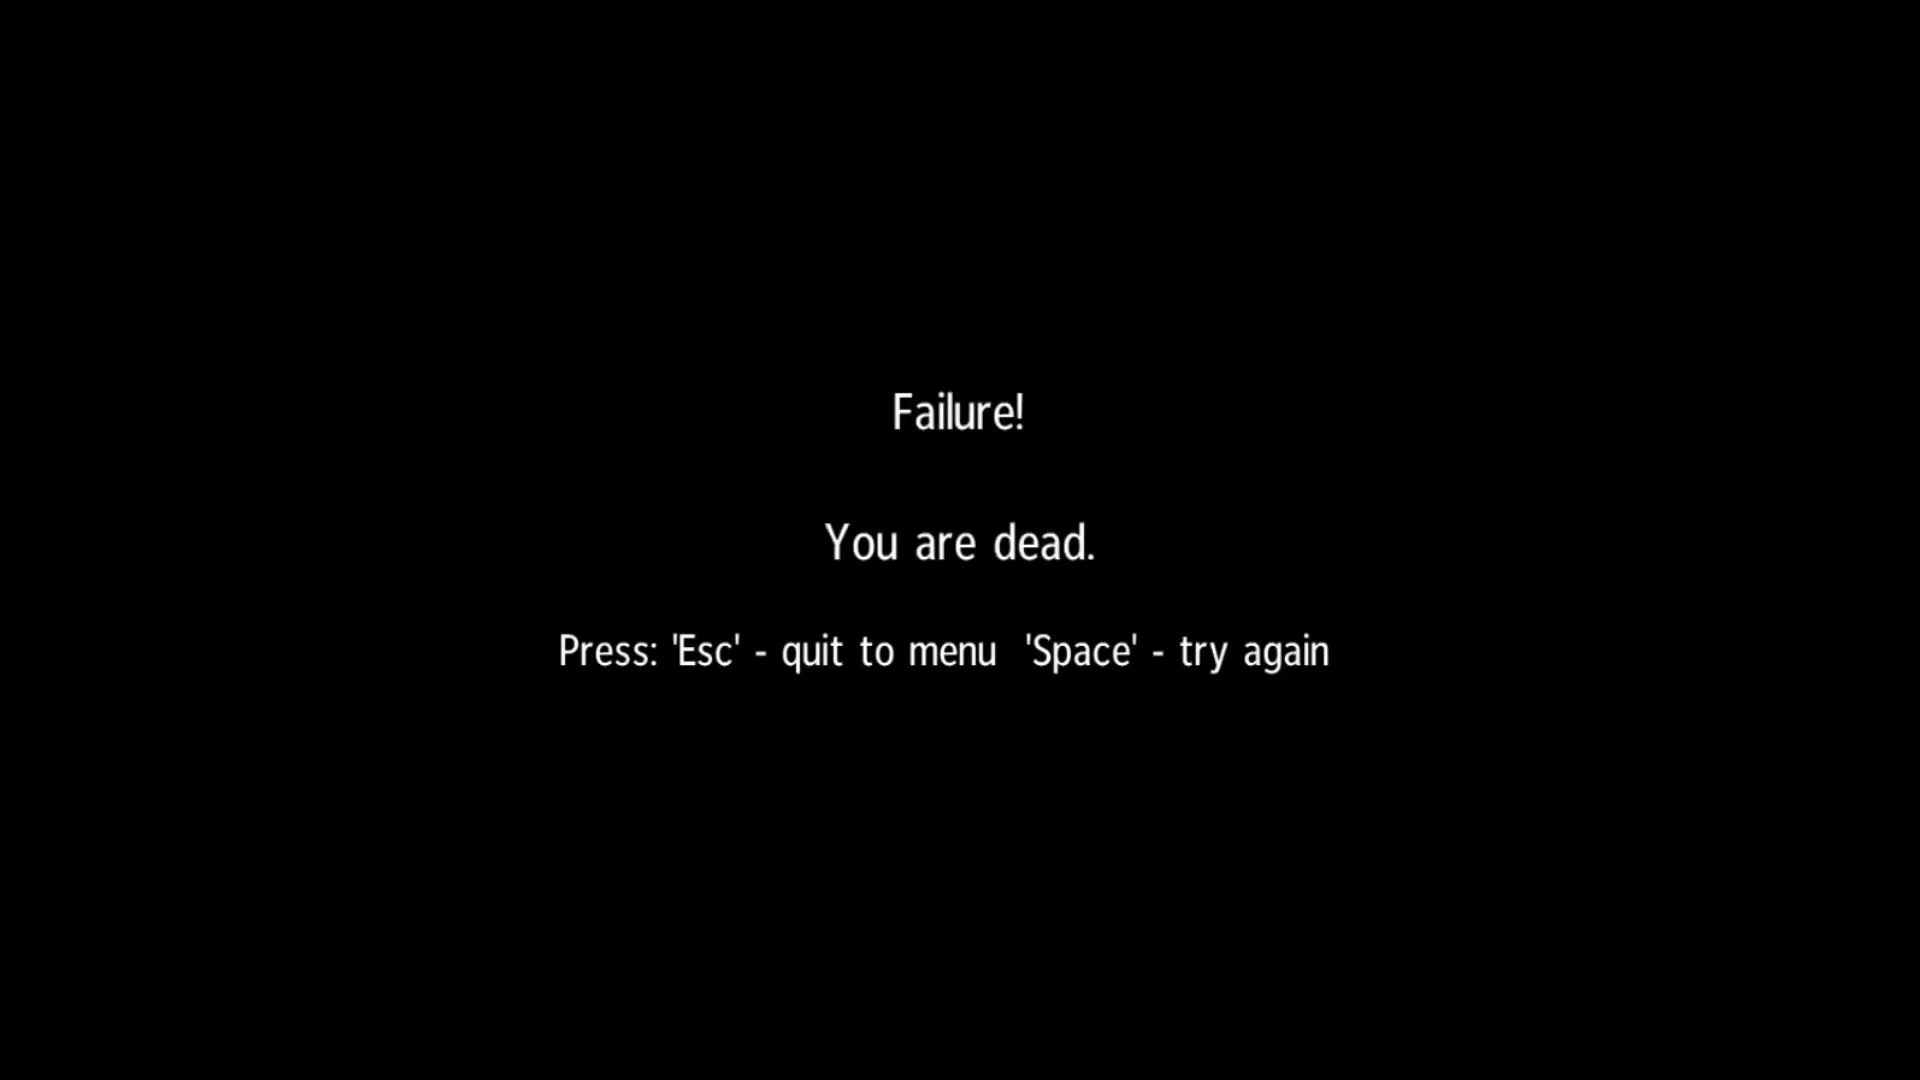 Failure!
You are dead.
Press: 'Esc' - quit to menu  'Space' - try again